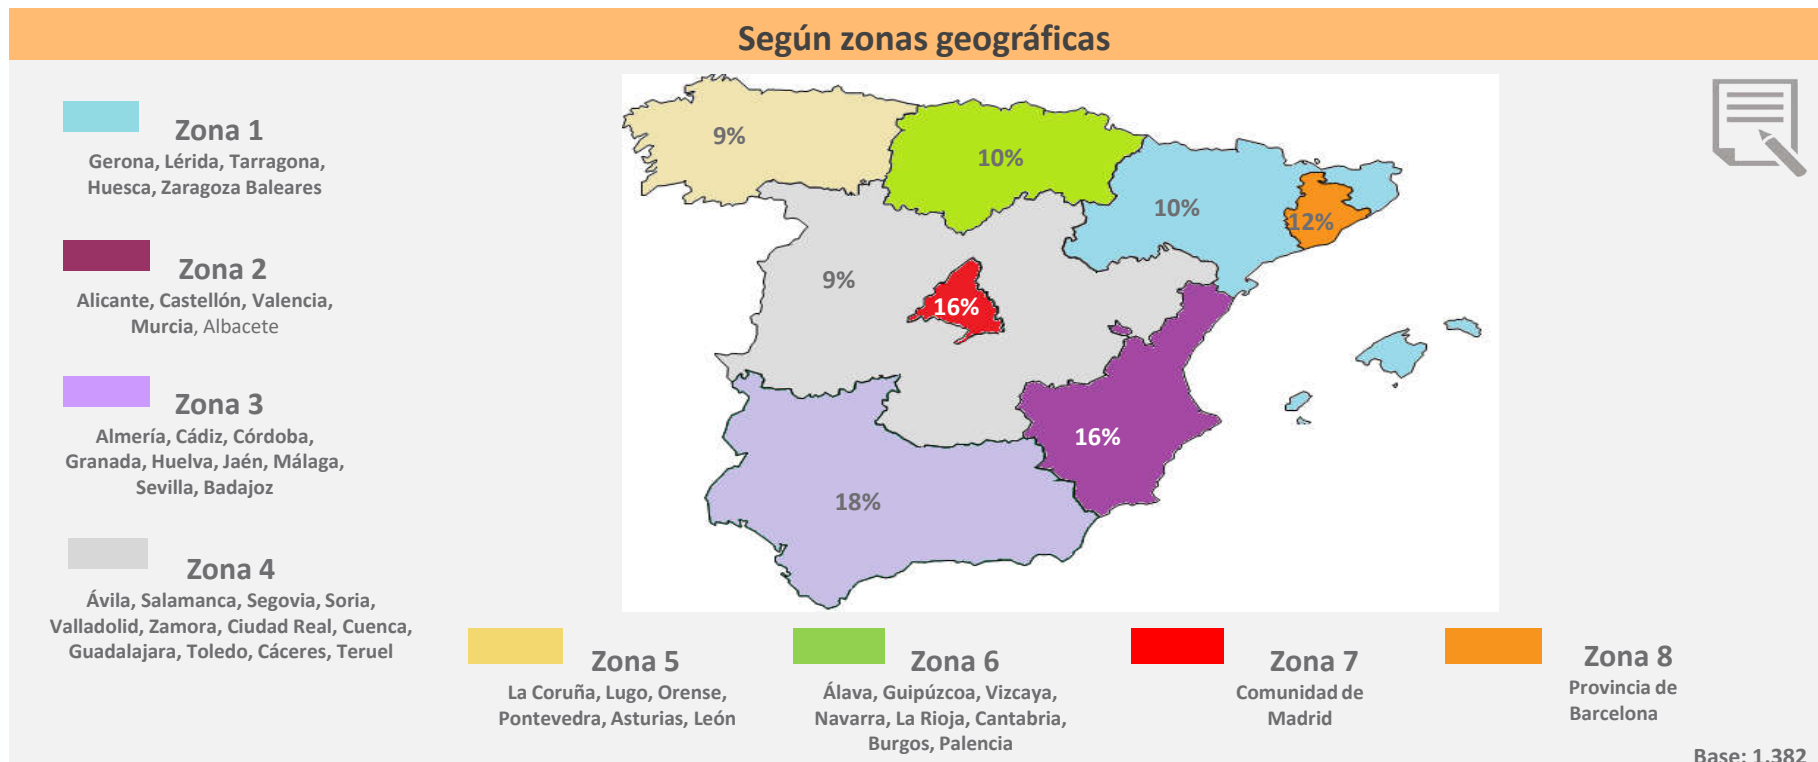 Según zonas geográficas
Zona 1
Gerona, Lérida, Tarragona,
Huesca, Zaragoza Baleares
Zona 2
Alicante, Castellón, Valencia,
Murcia, Albacete
Zona 3
Almería, Cádiz, Córdoba,
Granada, Huelva, Jaén, Málaga,
Sevilla, Badajoz
Zona 4
Ávila, Salamanca, Segovia, Soria,
Valladolid, Zamora, Ciudad Real, Cuenca,
Guadalajara, Toledo, Cáceres, Teruel
9%
10%
10%
12%
9%
16%
16%
18%
Zona 5
La Coruña, Lugo, Orense,
Pontevedra, Asturias, León
Zona 6
Álava, Guipúzcoa, Vizcaya,
Navarra, La Rioja, Cantabria,
Burgos, Palencia
Zona 7
Comunidad de
Madrid
Zona 8
Provincia de
Barcelona
Base: 1.382